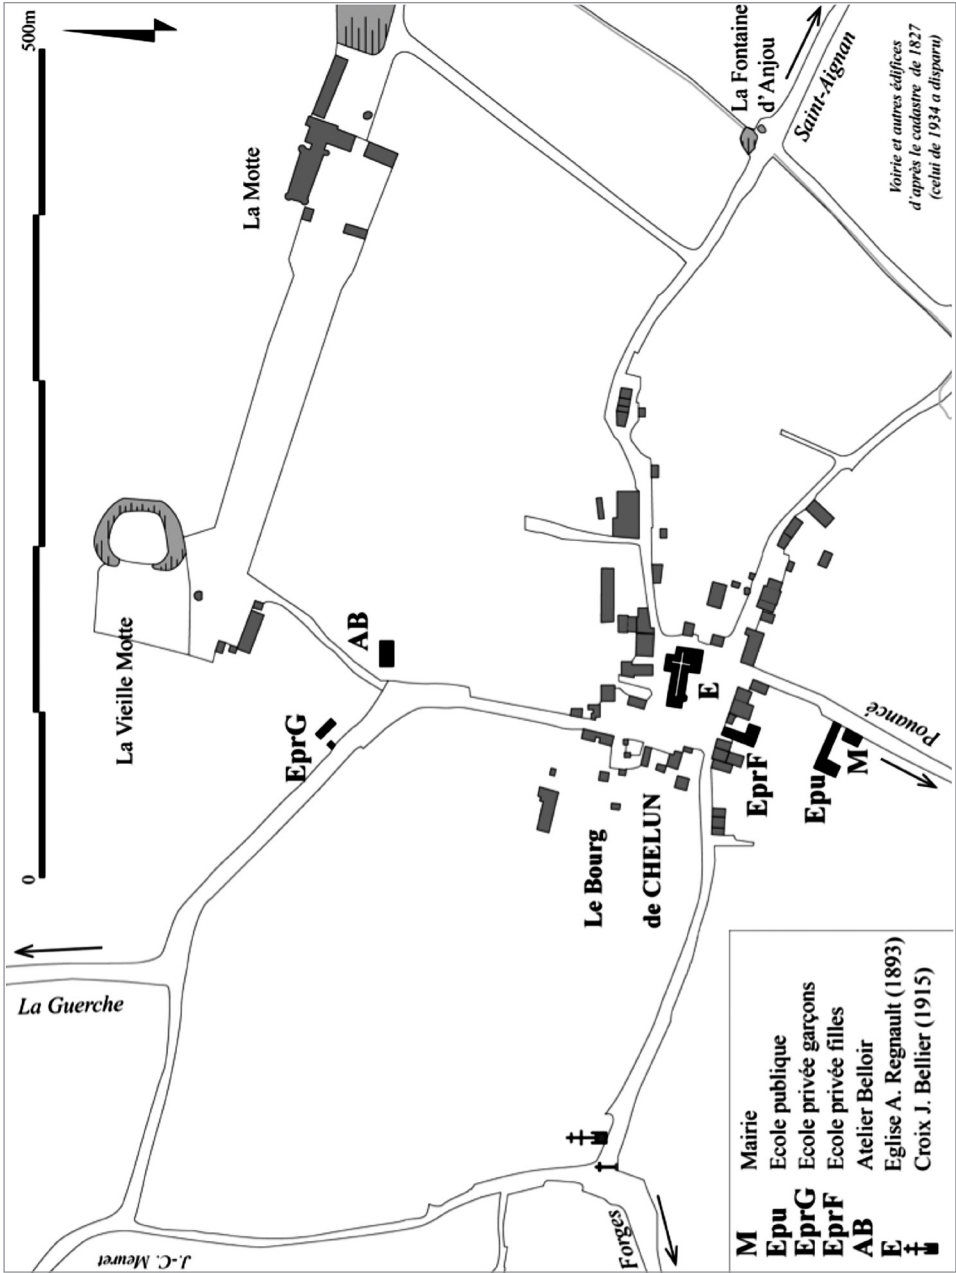 500m
0
La Motte
La Vieille Motte
La Fontaine
d'Anjou
Saint-Aignan
Voirie et autres édifices
d'après le cadastre de 1827
(celui de 1934 a disparu)
AB
EprG
E
Pouancé
EprF
Epu
M
Le Bourg
de CHELUN
La Guerche
Forges
J.-C. Meuret
M Mairie
Epu Ecole publique
EprG Ecole privée garçons
EprF Ecole privée filles
AB Atelier Belloir
E Eglise A. Regnault (1893)
Croix J. Bellier (1915)